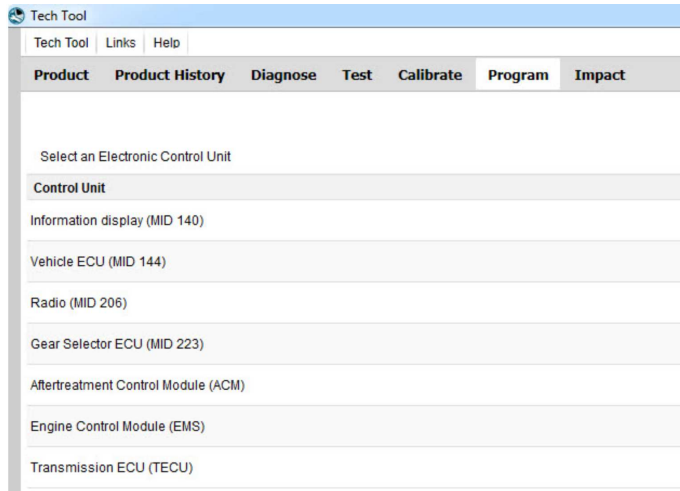 Tech Tool
Tech Tool Links Help
Product Product History Diagnose Test Calibrate Program Impact
Select an Electronic Control Unit
Control Unit
Information display (MID 140)
Vehicle ECU (MID 144)
Radio (MID 206)
Gear Selector ECU (MID 223)
Aftertreatment Control Module (ACM)
Engine Control Module (EMS)
Transmission ECU (TECU)